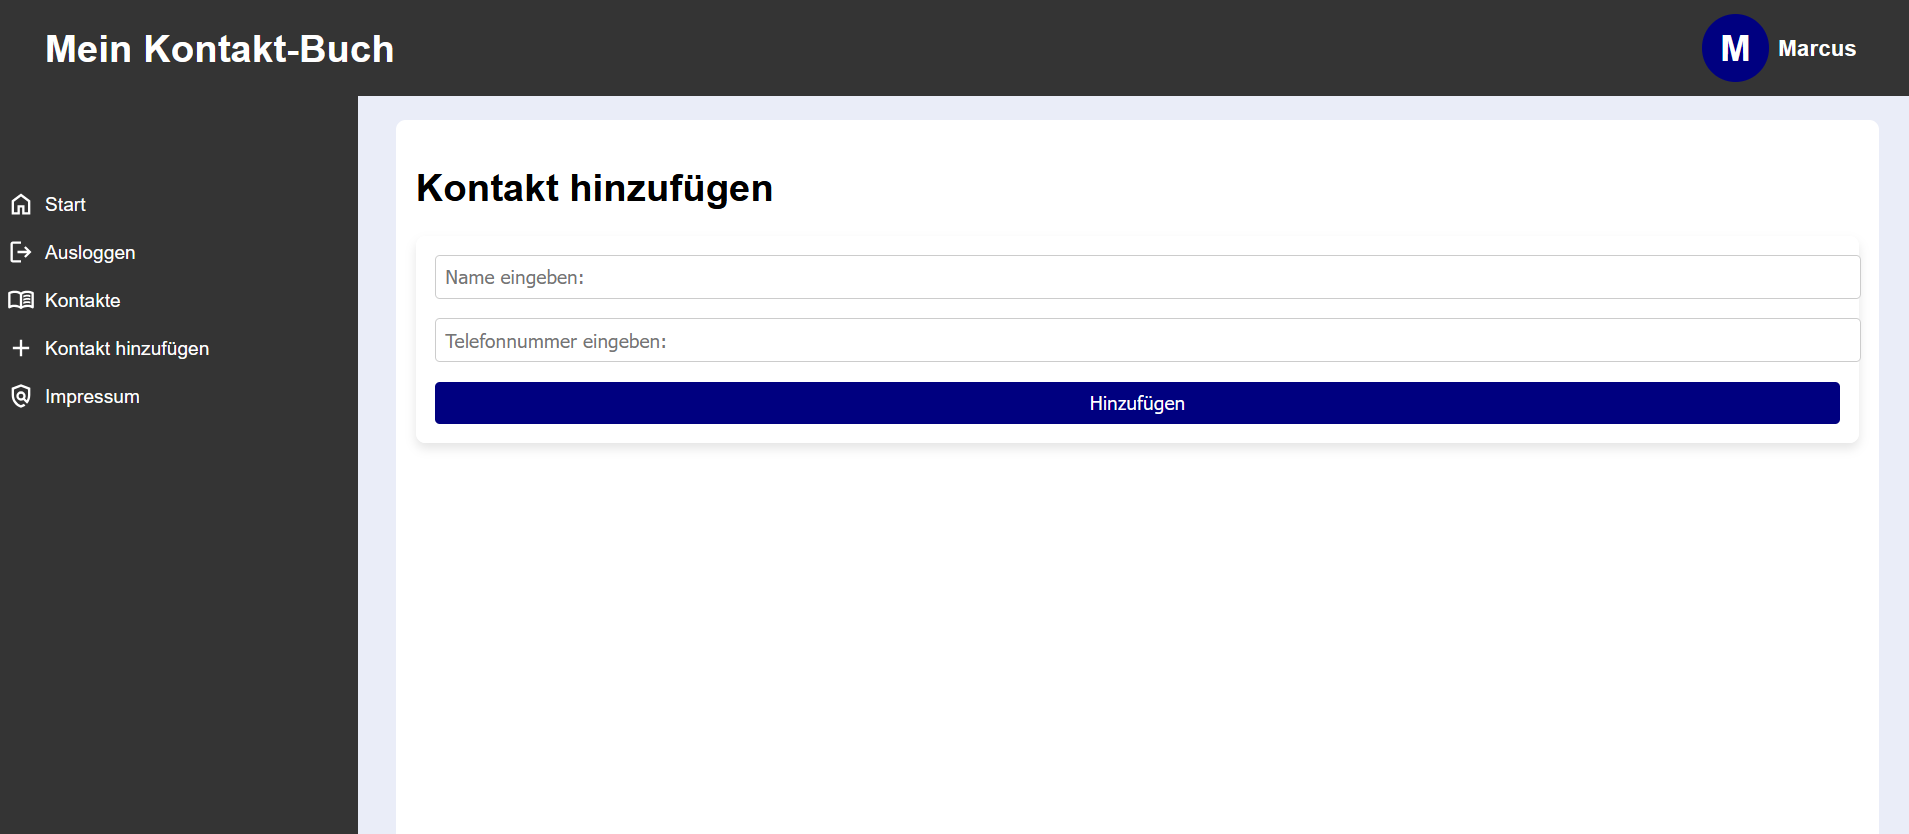 Mein Kontakt-Buch
M Marcus
Start
Ausloggen
Kontakte
Kontakt hinzufügen
Impressum
Kontakt hinzufügen
Name eingeben:
Telefonnummer eingeben:
Hinzufügen